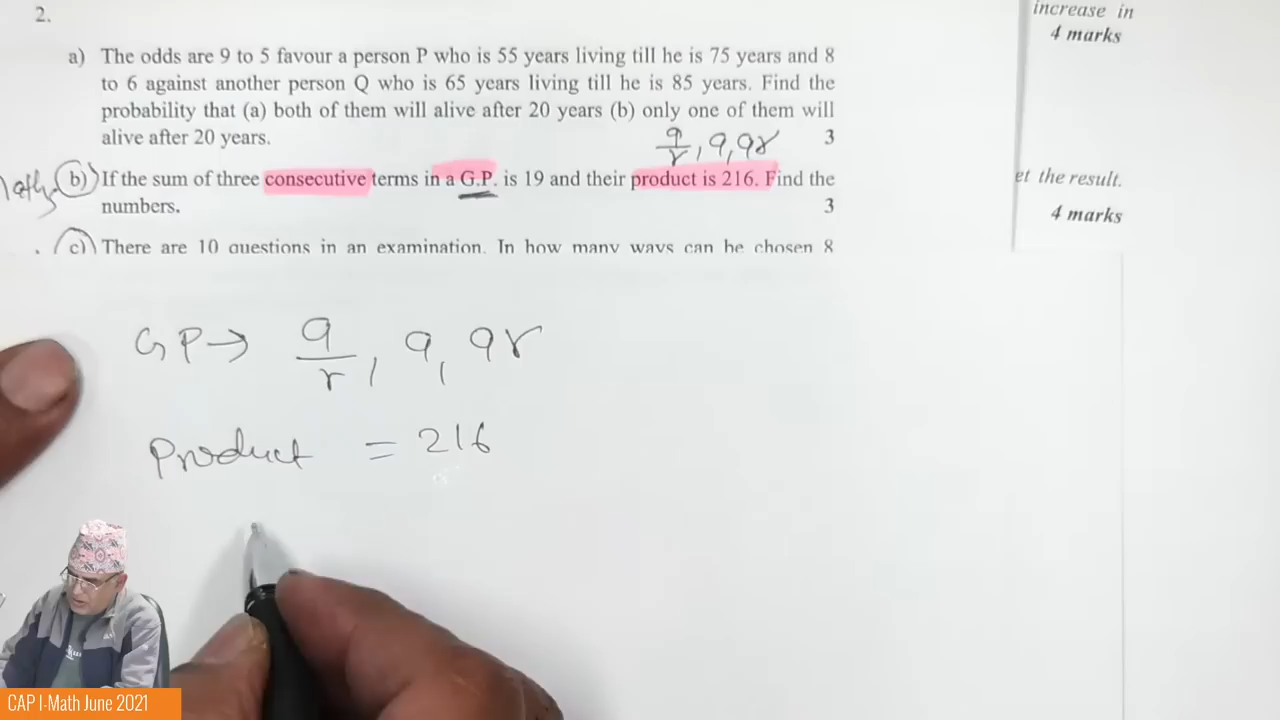 2.
increase in
4 marks
a) The odds are 9 to 5 favour a person P who is 55 years living till he is 75 years and 8
to 6 against another person Q who is 65 years living till he is 85 years. Find the
probability that (a) both of them will alive after 20 years (b) only one of them will
alive after 20 years. 3
a/r, a, ar
b) If the sum of three consecutive terms in a G.P. is 19 and their product is 216. Find the
numbers. 3
et the result.
4 marks
c) There are 10 questions in an examination. In how many ways can be chosen 8
GP → a/r, a, ar
Product = 216
CAP I-Math June 2021